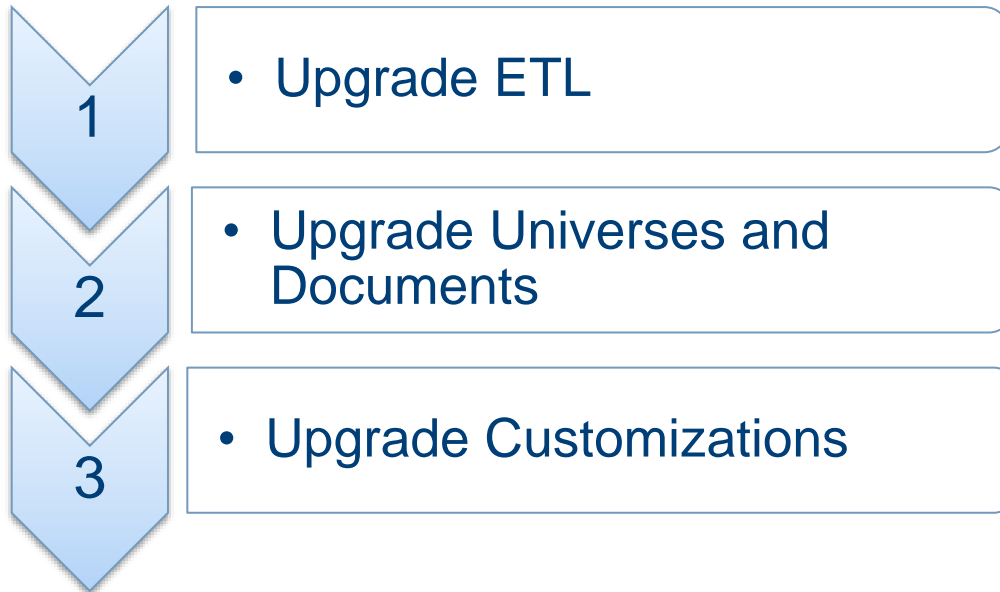 1
• Upgrade ETL
2
• Upgrade Universes and
Documents
3
• Upgrade Customizations